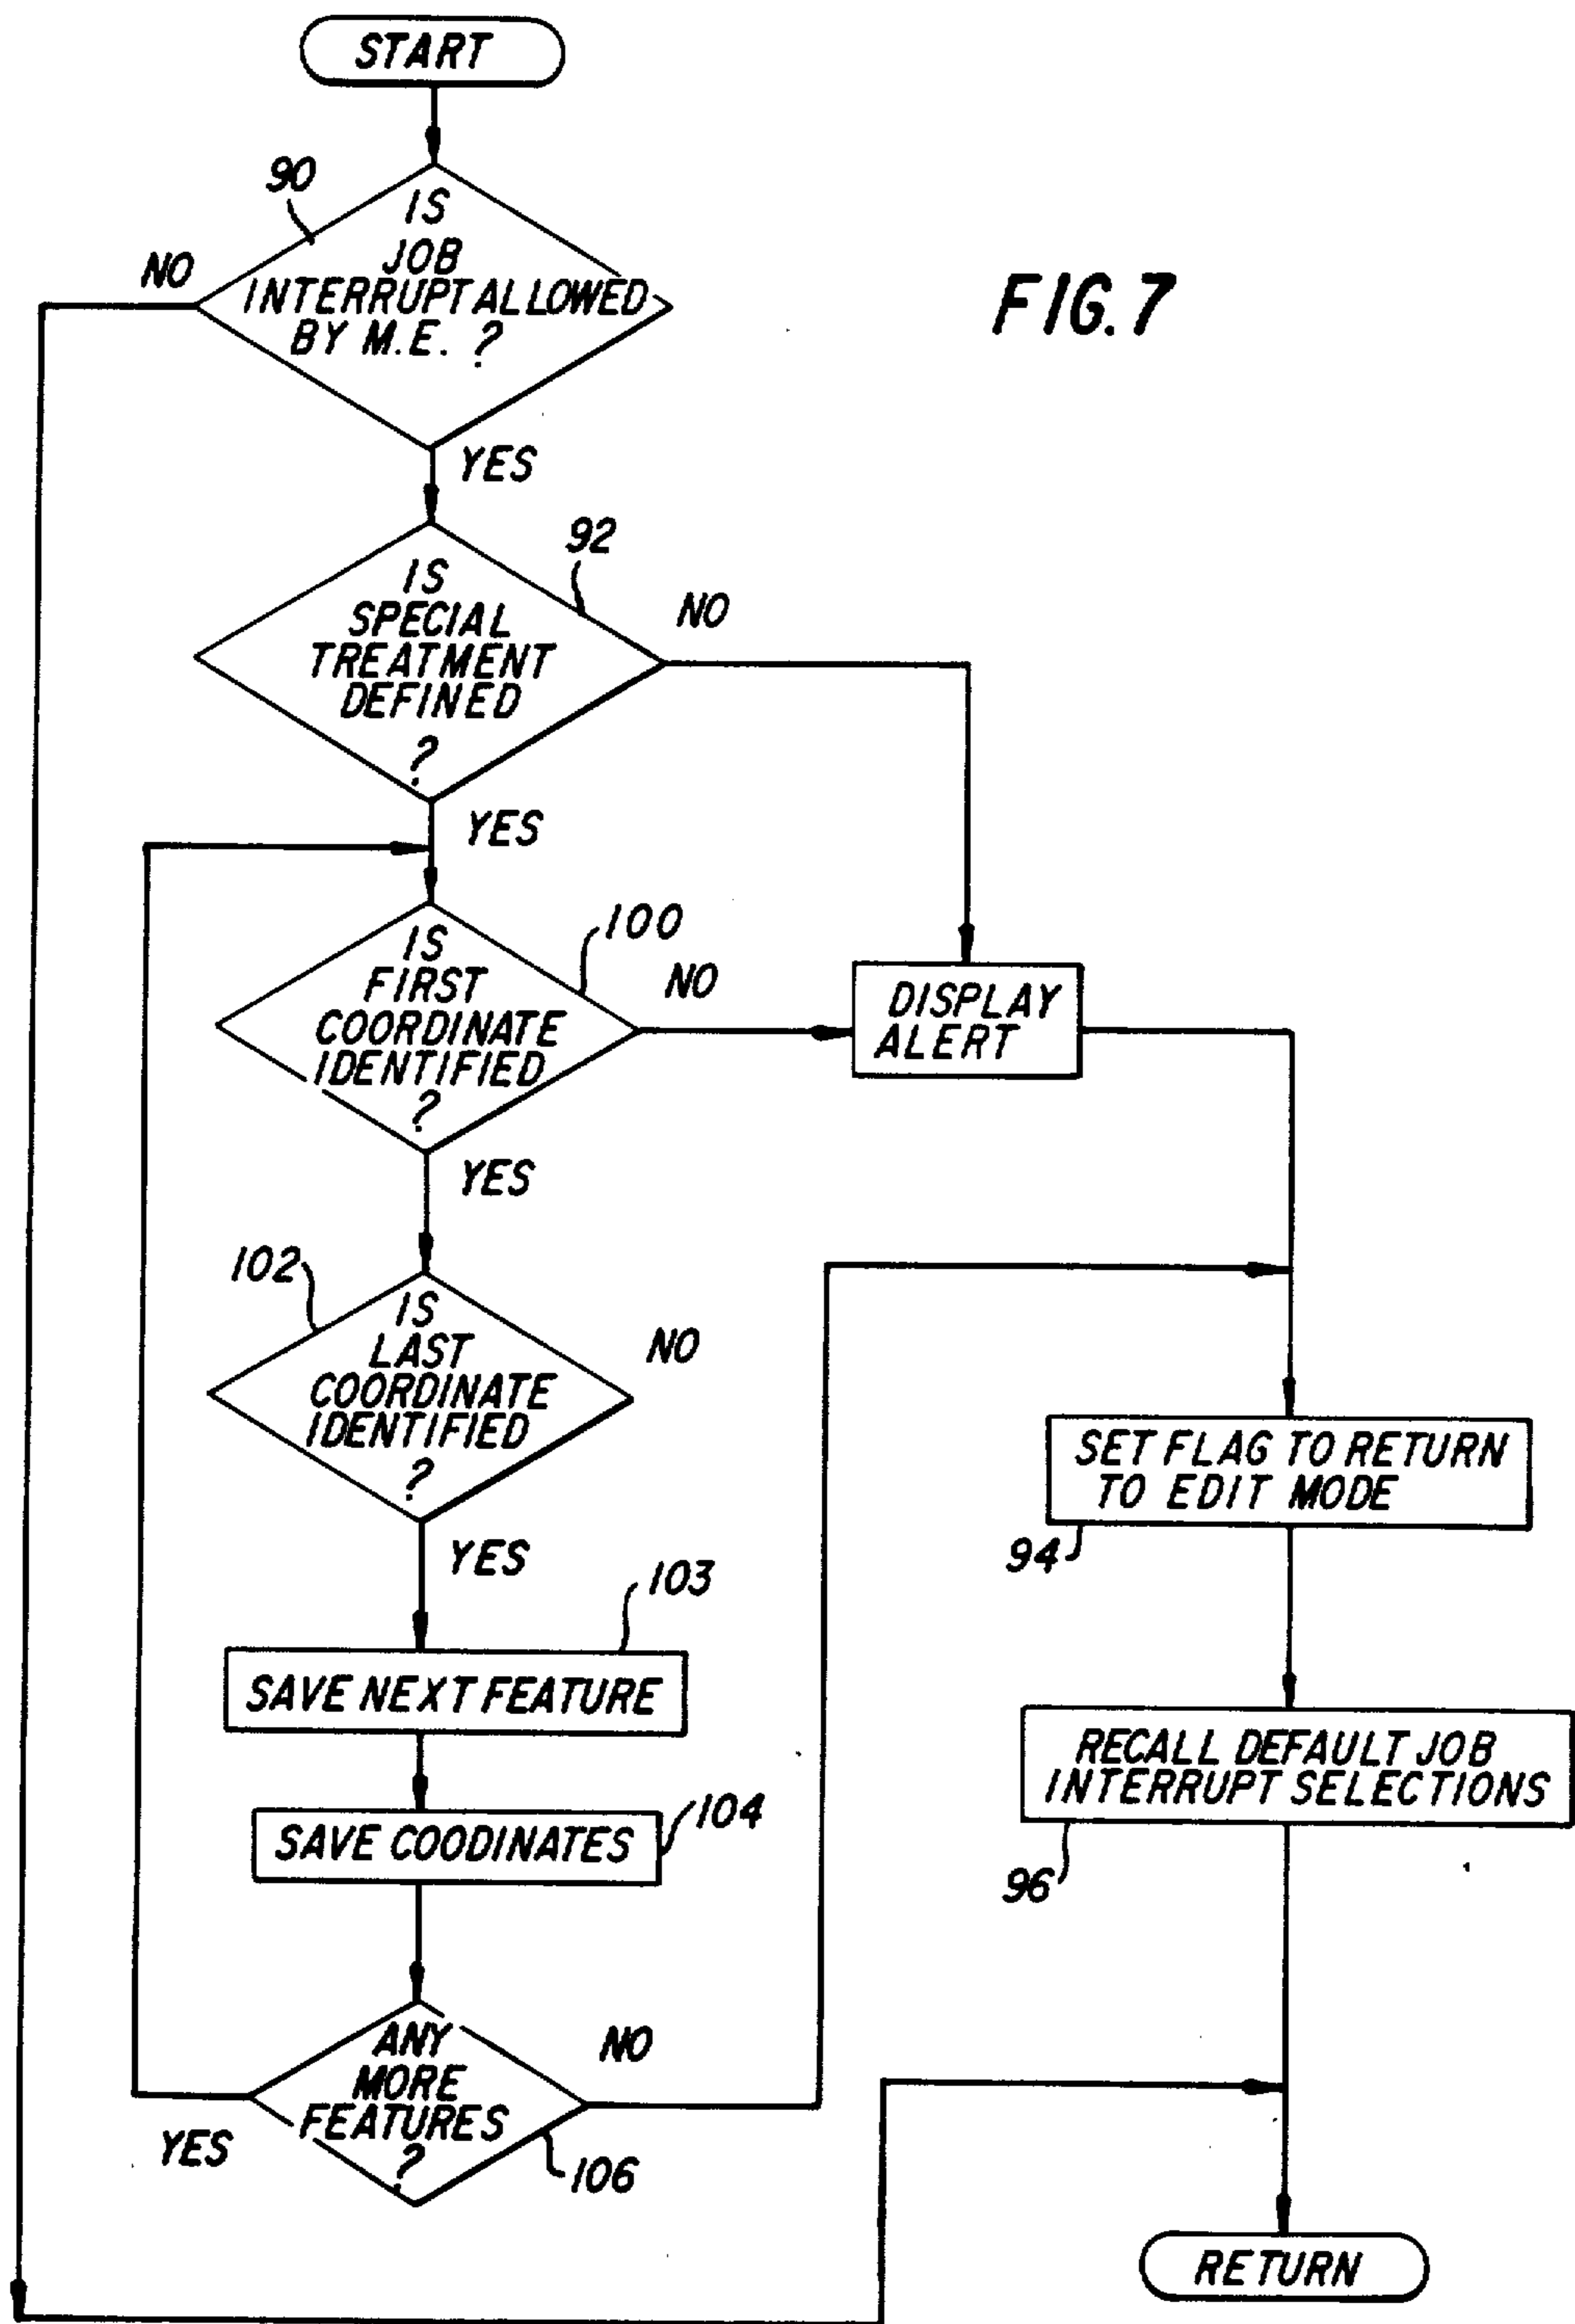 START
90
IS
JOB
INTERRUPT ALLOWED
BY M.E. ?
NO
FIG. 7
YES
92
IS
SPECIAL
TREATMENT
DEFINED
?
NO
YES
100
IS
FIRST
COORDINATE
IDENTIFIED
?
NO
DISPLAY
ALERT
YES
102
IS
LAST
COORDINATE
IDENTIFIED
?
NO
SET FLAG TO RETURN
TO EDIT MODE
94
YES
103
SAVE NEXT FEATURE
RECALL DEFAULT JOB
INTERRUPT SELECTIONS
96
SAVE COODINATES
104
ANY
MORE
FEATURES
?
NO
YES
106
RETURN